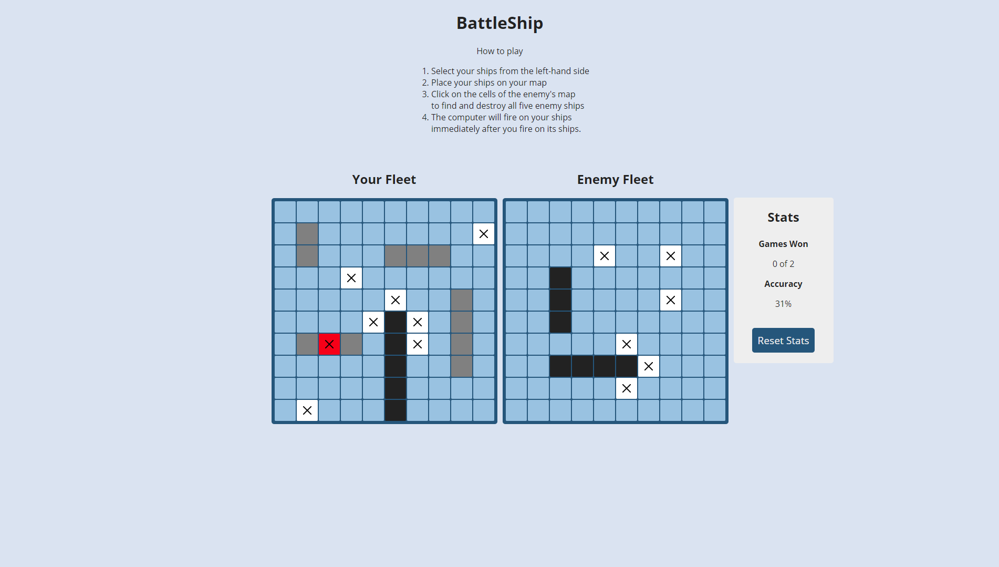 BattleShip
How to play
1. Select your ships from the left-hand side
2. Place your ships on your map
3. Click on the cells of the enemy's map
to find and destroy all five enemy ships
4. The computer will fire on your ships
immediately after you fire on its ships.
Your Fleet
Enemy Fleet
Stats
Games Won
0 of 2
Accuracy
31%
Reset Stats